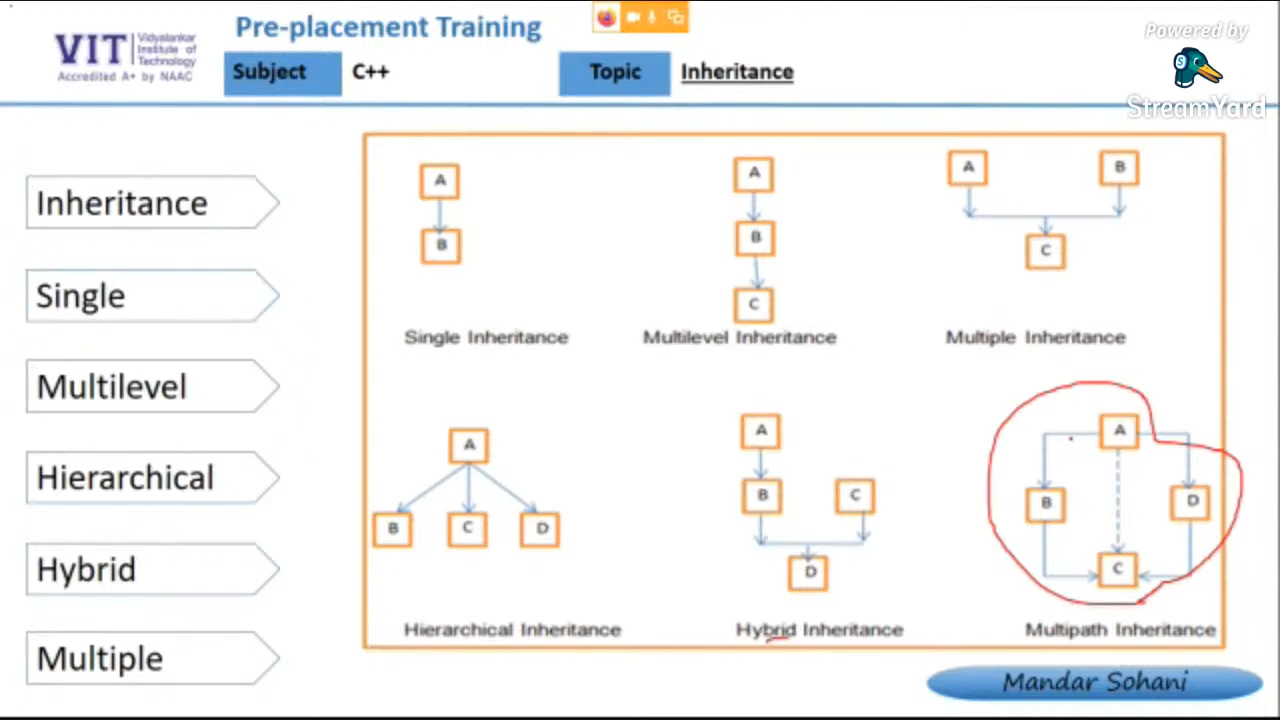 Pre-placement Training
VIT
Vidyalankar
Institute of
Technology
Accredited A+ by NAAC
Subject
C++
Topic
Inheritance
Powered by
S
StreamYard
Inheritance
Single
Multilevel
Hierarchical
Hybrid
Multiple
A
B
Single Inheritance
A
B
C
Multilevel Inheritance
A B
C
Multiple Inheritance
A
B C D
Hierarchical Inheritance
A
B C
D
Hybrid Inheritance
A
B D
C
Multipath Inheritance
Mandar Sohani